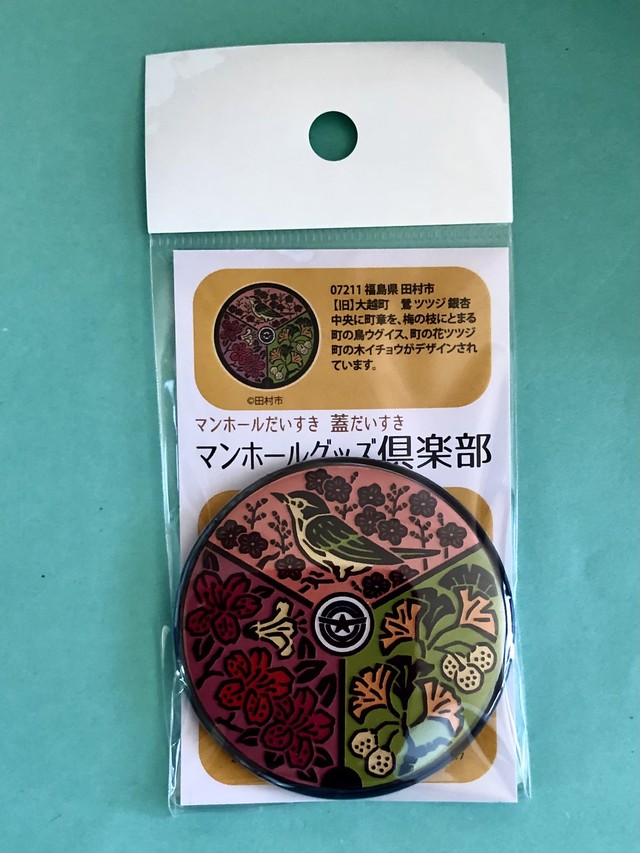 07211 福島県 田村市
【旧】大越町　鶯 ツツジ 銀杏
中央に町章を、梅の枝にとまる
町の鳥ウグイス、町の花ツツジ
町の木イチョウがデザインされ
ています。
©田村市
マンホールだいすき 蓋だいすき
マンホールグッズ倶楽部